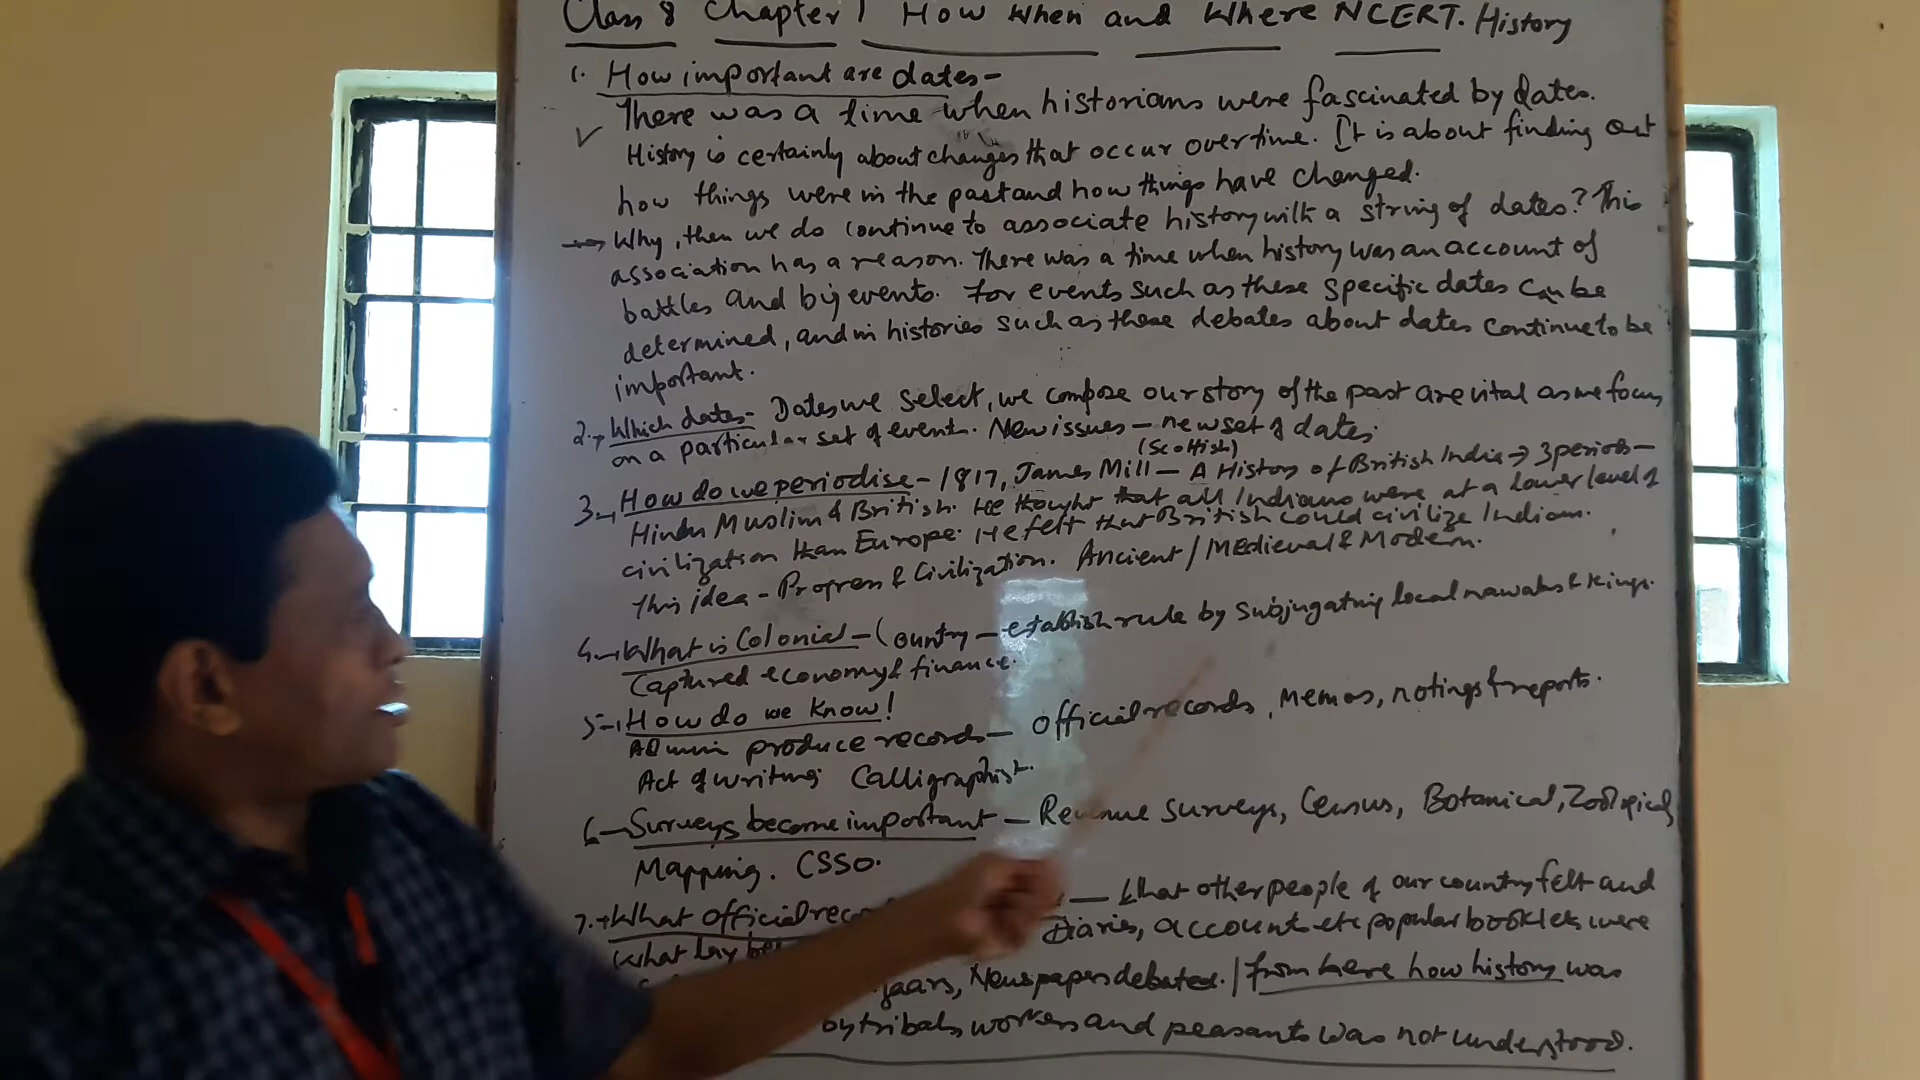 Class 8 Chapter 1 How When and Where NCERT. History
1. How important are dates-
There was a time when historians were fascinated by dates.
History is certainly about changes that occur over time. It is about finding out
how things were in the past and how things have changed.
→ Why, then we do continue to associate history with a string of dates? This
association has a reason. There was a time when history was an account of
battles and big events. For events such as these specific dates can be
determined, and in histories such as these debates about dates continue to be
important.
2.→ Which dates- Dates we select, we compose our story of the past are vital as we focus
on a particular set of events. New issues — new set of dates.
(Scottish)
3→ How do we periodise - 1817, James Mill — A History of British India → 3 periods —
Hindu Muslim & British. He thought that all Indians were at a lower level of
civilization than Europe. He felt that British could civilize Indians.
This idea - Progress & Civilization. Ancient / Medieval & Modern.
4.→ What is Colonial - Country — establish rule by subjugating local nawabs & kings.
Captured economy & finance.
5→ How do we know!
Admin produce records — official records, memos, notings & reports.
Act of writing Calligraphist.
6 — Surveys become important — Revenue surveys, Census, Botanical, Zoological
Mapping. CSSO.
7.→ What official — What other people of our country felt and
What lay Diaries, accounts etc popular booklets were
Newspapers debated. / from here how history was
by tribals, workers and peasants was not understood.